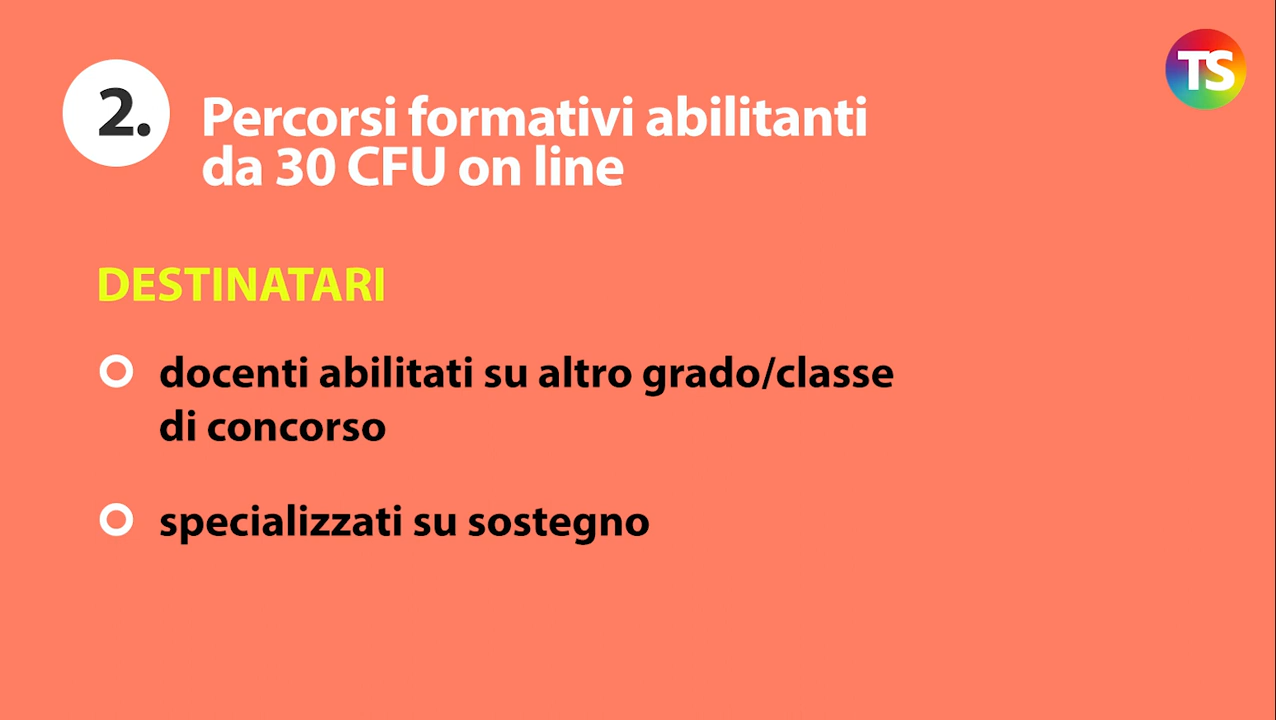 TS
2.
Percorsi formativi abilitanti
da 30 CFU on line
DESTINATARI
docenti abilitati su altro grado/classe
di concorso
specializzati su sostegno